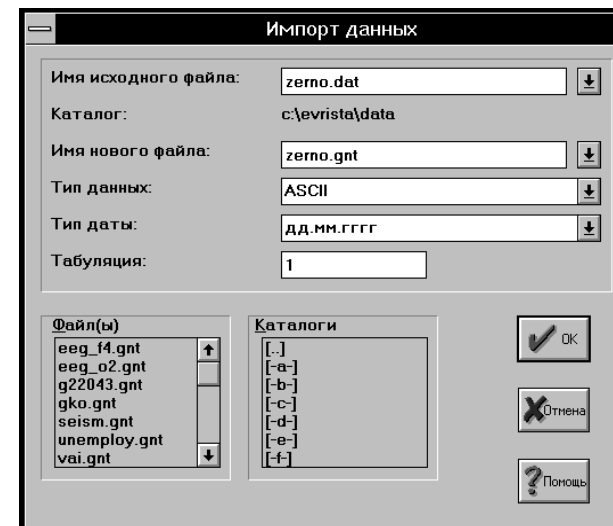 Импорт данных
Имя исходного файла: zerno.dat
Каталог: c:\evrista\data
Имя нового файла: zerno.gnt
Тип данных: ASCII
Тип даты: дд.мм.гггг
Табуляция: 1
Файл(ы)
eeg_f4.gnt
eeg_o2.gnt
g22043.gnt
gko.gnt
seism.gnt
unemploy.gnt
vai.gnt
Каталоги
[..]
[-a-]
[-b-]
[-c-]
[-d-]
[-e-]
[-f-]
OK
Отмена
Помощь